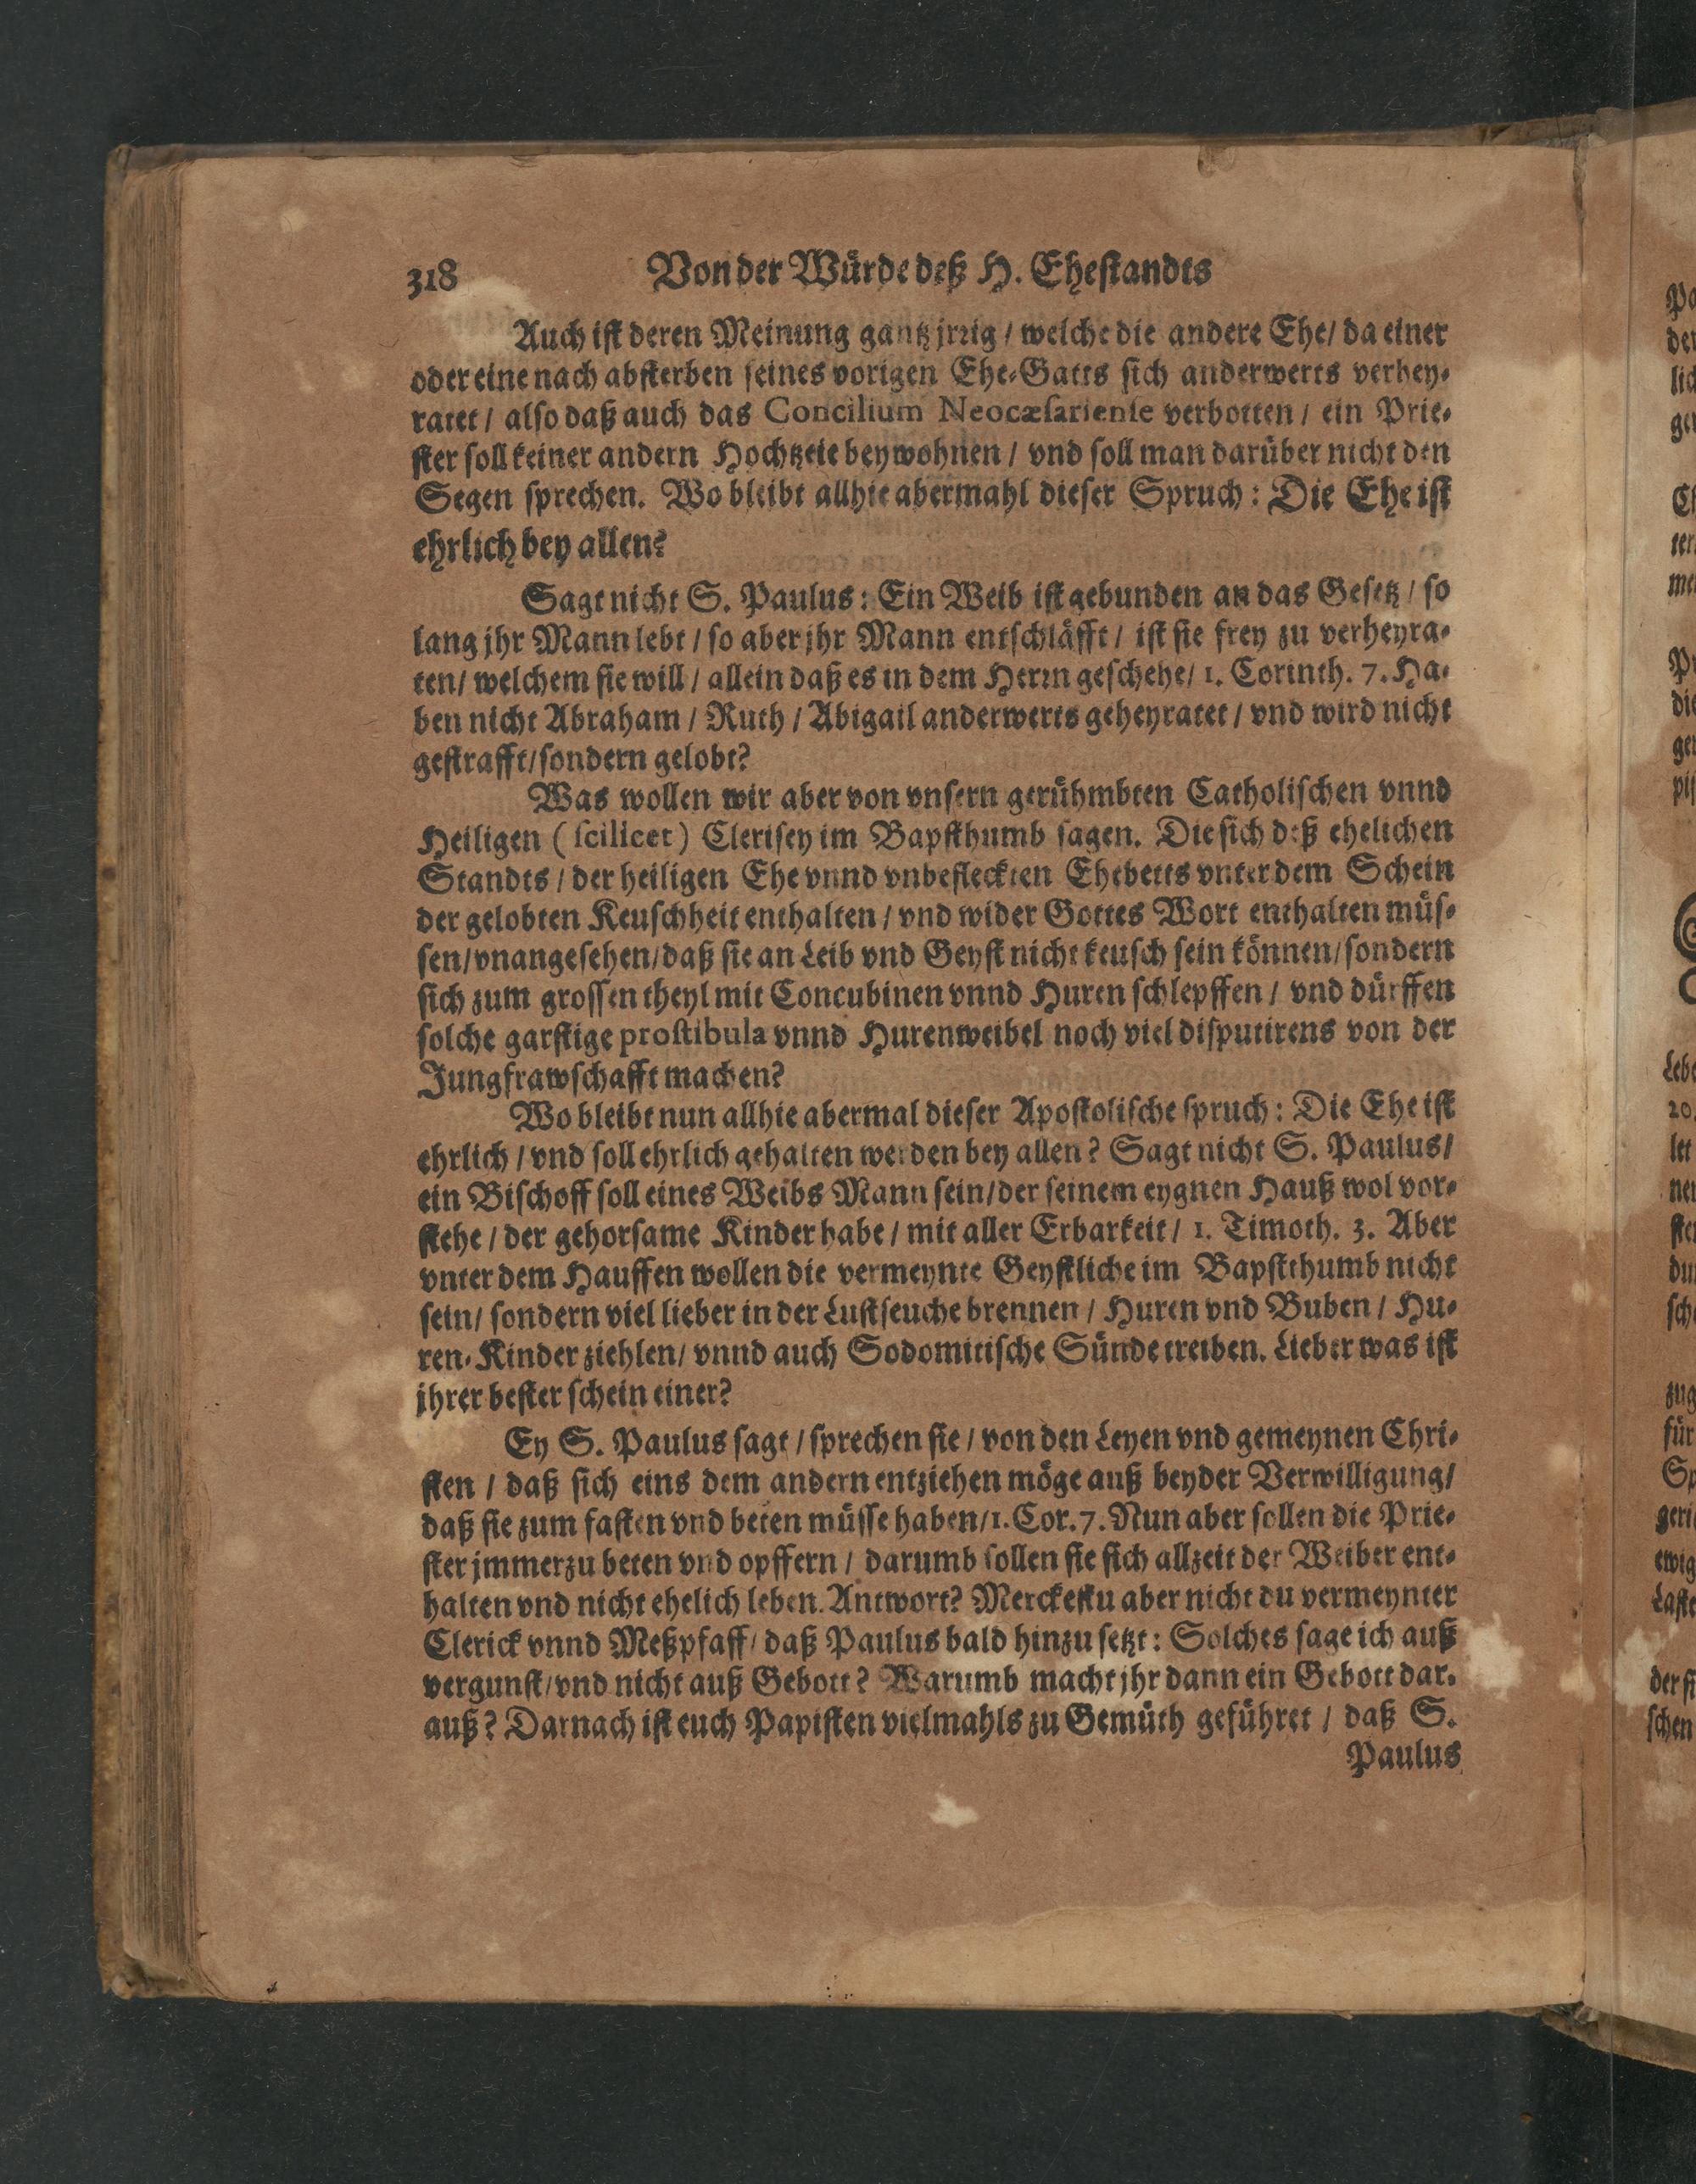 318 Von der Würde deß H. Ehestandts
Auch ist deren Meinung gantz jrrig / welche die andere Ehe / da einer
oder eine nach absterben seines vorigen Ehe-Gatts sich anderwerts verhey-
ratet / also daß auch das Concilium Neocæsariense verbotten / ein Prie-
ster soll keiner andern Hochtzeit beywohnen / vnd soll man darüber nicht den
Segen sprechen. Wo bleibt allhie abermahl dieser Spruch: Die Ehe ist
ehrlich bey allen?
Sagt nicht S. Paulus: Ein Weib ist gebunden an das Gesetz / so
lang jhr Mann lebt / so aber jhr Mann entschläfft / ist sie frey zu verheyra-
ten / welchem sie will / allein daß es in dem Herrn geschehe / 1. Corinth. 7. Ha-
ben nicht Abraham / Ruth / Abigail anderwerts geheyratet / vnd wird nicht
gestrafft / sondern gelobt?
Was wollen wir aber von vnsern gerühmbten Catholischen vnnd
Heiligen (scilicet) Clerisey im Bapsthumb sagen. Die sich deß ehelichen
Standts / der heiligen Ehe vnnd vnbefleckten Ehebetts vnter dem Schein
der gelobten Keuschheit enthalten / vnd wider Gottes Wort enthalten müs-
sen / vnangesehen / daß sie an Leib vnd Geyst nicht keusch sein können / sondern
sich zum grossen theyl mit Concubinen vnnd Huren schlepffen / vnd dürffen
solche garstige prostibula vnnd Hurenweibel noch viel disputirens von der
Jungfrawschafft machen?
Wo bleibt nun allhie abermal dieser Apostolische spruch: Die Ehe ist
ehrlich / vnd soll ehrlich gehalten werden bey allen? Sagt nicht S. Paulus /
ein Bischoff soll eines Weibs Mann sein / der seinem eygnen Hauß wol vor-
stehe / der gehorsame Kinder habe / mit aller Erbarkeit / 1. Timoth. 3. Aber
vnter dem Hauffen wollen die vermeynte Geystliche im Bapstthumb nicht
sein / sondern viel lieber in der Lustseuche brennen / Huren vnd Buben / Hu-
ren-Kinder ziehlen / vnnd auch Sodomitische Sünde treiben. Lieber was ist
jhrer bester schein einer?
Ey S. Paulus sagt / sprechen sie / von den Leyen vnd gemeynen Chri-
sten / daß sich eins dem andern entziehen möge auß beyder Verwilligung /
daß sie zum fasten vnd beten müsse haben / 1. Cor. 7. Nun aber sollen die Prie-
ster jmmerzu beten vnd opffern / darumb sollen sie sich allzeit der Weiber ent-
halten vnd nicht ehelich leben. Antwort? Merckestu aber nicht du vermeynter
Clerick vnnd Meßpfaff / daß Paulus bald hinzu setzt: Solches sage ich auß
vergunst / vnd nicht auß Gebott? Warumb macht jhr dann ein Gebott dar-
auß? Darnach ist euch Papisten vielmahls zu Gemüth geführet / daß S.
Paulus